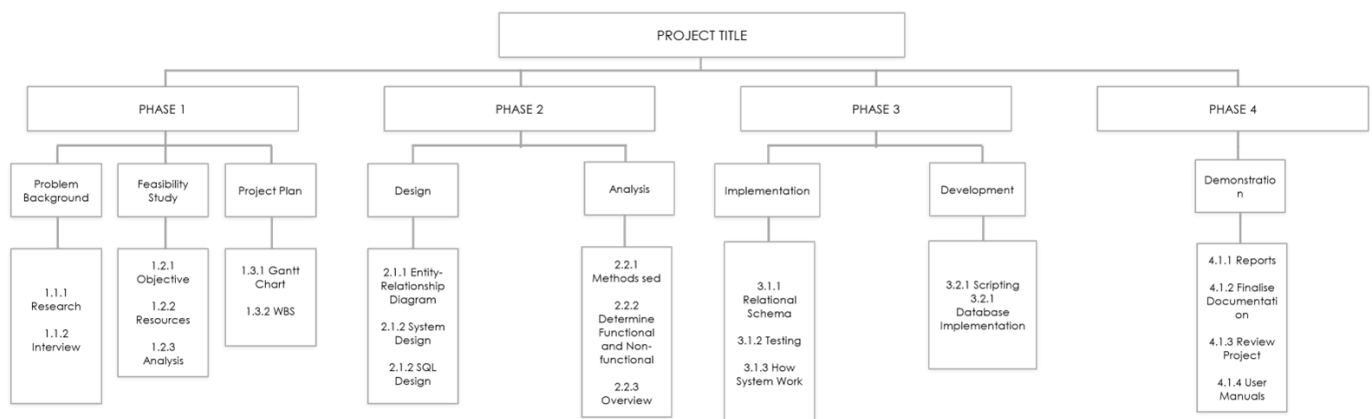 PROJECT TITLE
PHASE 1
PHASE 2
PHASE 3
PHASE 4
Problem
Background
Feasibility
Study
Project Plan
Design
Analysis
Implementation
Development
Demonstratio
n
1.1.1
Research
1.1.2
Interview
1.2.1
Objective
1.2.2
Resources
1.2.3
Analysis
1.3.1 Gantt
Chart
1.3.2 WBS
2.1.1 Entity-
Relationship
Diagram
2.1.2 System
Design
2.1.2 SQL
Design
2.2.1
Methods sed
2.2.2
Determine
Functional
and Non-
functional
2.2.3
Overview
3.1.1
Relational
Schema
3.1.2 Testing
3.1.3 How
System Work
3.2.1 Scripting
3.2.1
Database
Implementation
4.1.1 Reports
4.1.2 Finalise
Documentati
on
4.1.3 Review
Project
4.1.4 User
Manuals